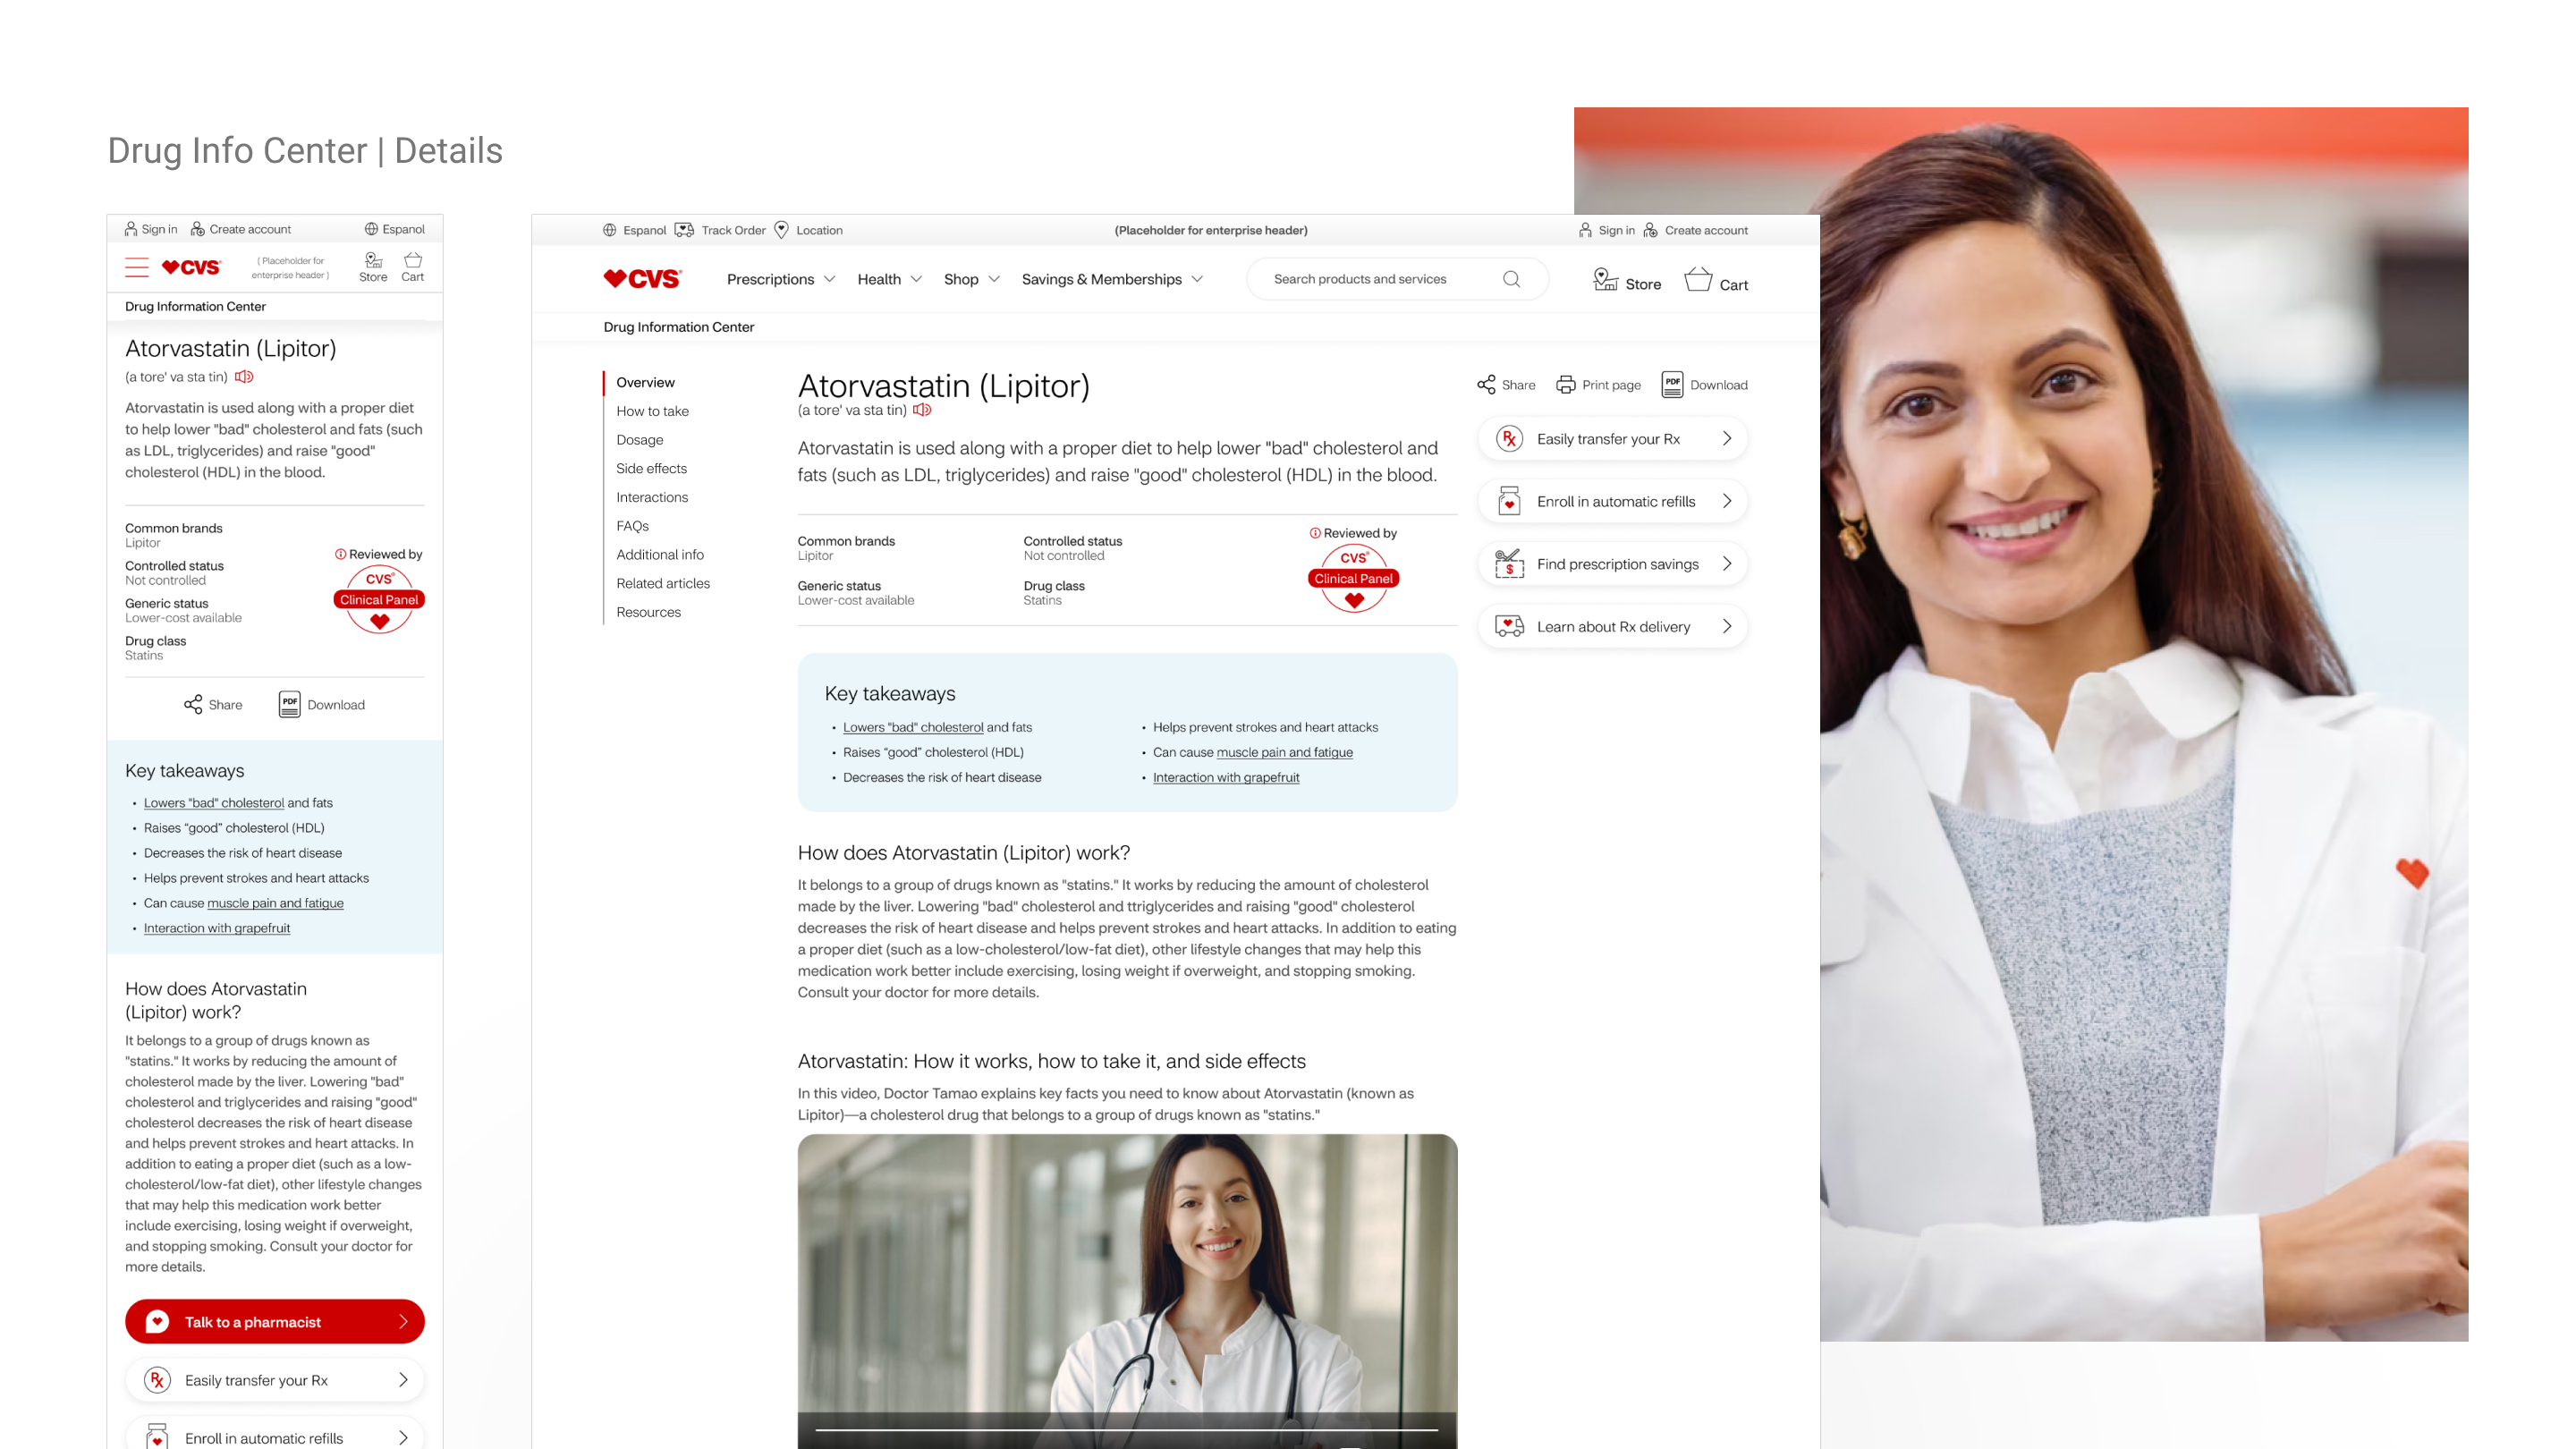 Drug Info Center | Details
Sign in Create account Espanol
CVS ( Placeholder for enterprise header ) Store Cart
Drug Information Center
Atorvastatin (Lipitor)
(a tore' va sta tin)
Atorvastatin is used along with a proper diet
to help lower "bad" cholesterol and fats (such
as LDL, triglycerides) and raise "good"
cholesterol (HDL) in the blood.
Common brands
Lipitor
Controlled status
Not controlled
Generic status
Lower-cost available
Drug class
Statins
Reviewed by
CVS
Clinical Panel
Share PDF Download
Key takeaways
• Lowers "bad" cholesterol and fats
• Raises "good" cholesterol (HDL)
• Decreases the risk of heart disease
• Helps prevent strokes and heart attacks
• Can cause muscle pain and fatigue
• Interaction with grapefruit
How does Atorvastatin
(Lipitor) work?
It belongs to a group of drugs known as
"statins." It works by reducing the amount of
cholesterol made by the liver. Lowering "bad"
cholesterol and triglycerides and raising "good"
cholesterol decreases the risk of heart disease
and helps prevent strokes and heart attacks. In
addition to eating a proper diet (such as a low-
cholesterol/low-fat diet), other lifestyle changes
that may help this medication work better
include exercising, losing weight if overweight,
and stopping smoking. Consult your doctor for
more details.
Talk to a pharmacist
Rx Easily transfer your Rx
Enroll in automatic refills
Espanol Track Order Location (Placeholder for enterprise header) Sign in Create account
CVS Prescriptions Health Shop Savings & Memberships Search products and services Store Cart
Drug Information Center
Overview
How to take
Dosage
Side effects
Interactions
FAQs
Additional info
Related articles
Resources
Atorvastatin (Lipitor)
(a tore' va sta tin)
Atorvastatin is used along with a proper diet to help lower "bad" cholesterol and
fats (such as LDL, triglycerides) and raise "good" cholesterol (HDL) in the blood.
Common brands
Lipitor
Generic status
Lower-cost available
Controlled status
Not controlled
Drug class
Statins
Reviewed by
CVS
Clinical Panel
Share Print page PDF Download
Rx Easily transfer your Rx
Enroll in automatic refills
$ Find prescription savings
Learn about Rx delivery
Key takeaways
• Lowers "bad" cholesterol and fats
• Raises "good" cholesterol (HDL)
• Decreases the risk of heart disease
• Helps prevent strokes and heart attacks
• Can cause muscle pain and fatigue
• Interaction with grapefruit
How does Atorvastatin (Lipitor) work?
It belongs to a group of drugs known as "statins." It works by reducing the amount of cholesterol
made by the liver. Lowering "bad" cholesterol and ttriglycerides and raising "good" cholesterol
decreases the risk of heart disease and helps prevent strokes and heart attacks. In addition to eating
a proper diet (such as a low-cholesterol/low-fat diet), other lifestyle changes that may help this
medication work better include exercising, losing weight if overweight, and stopping smoking.
Consult your doctor for more details.
Atorvastatin: How it works, how to take it, and side effects
In this video, Doctor Tamao explains key facts you need to know about Atorvastatin (known as
Lipitor)—a cholesterol drug that belongs to a group of drugs known as "statins."